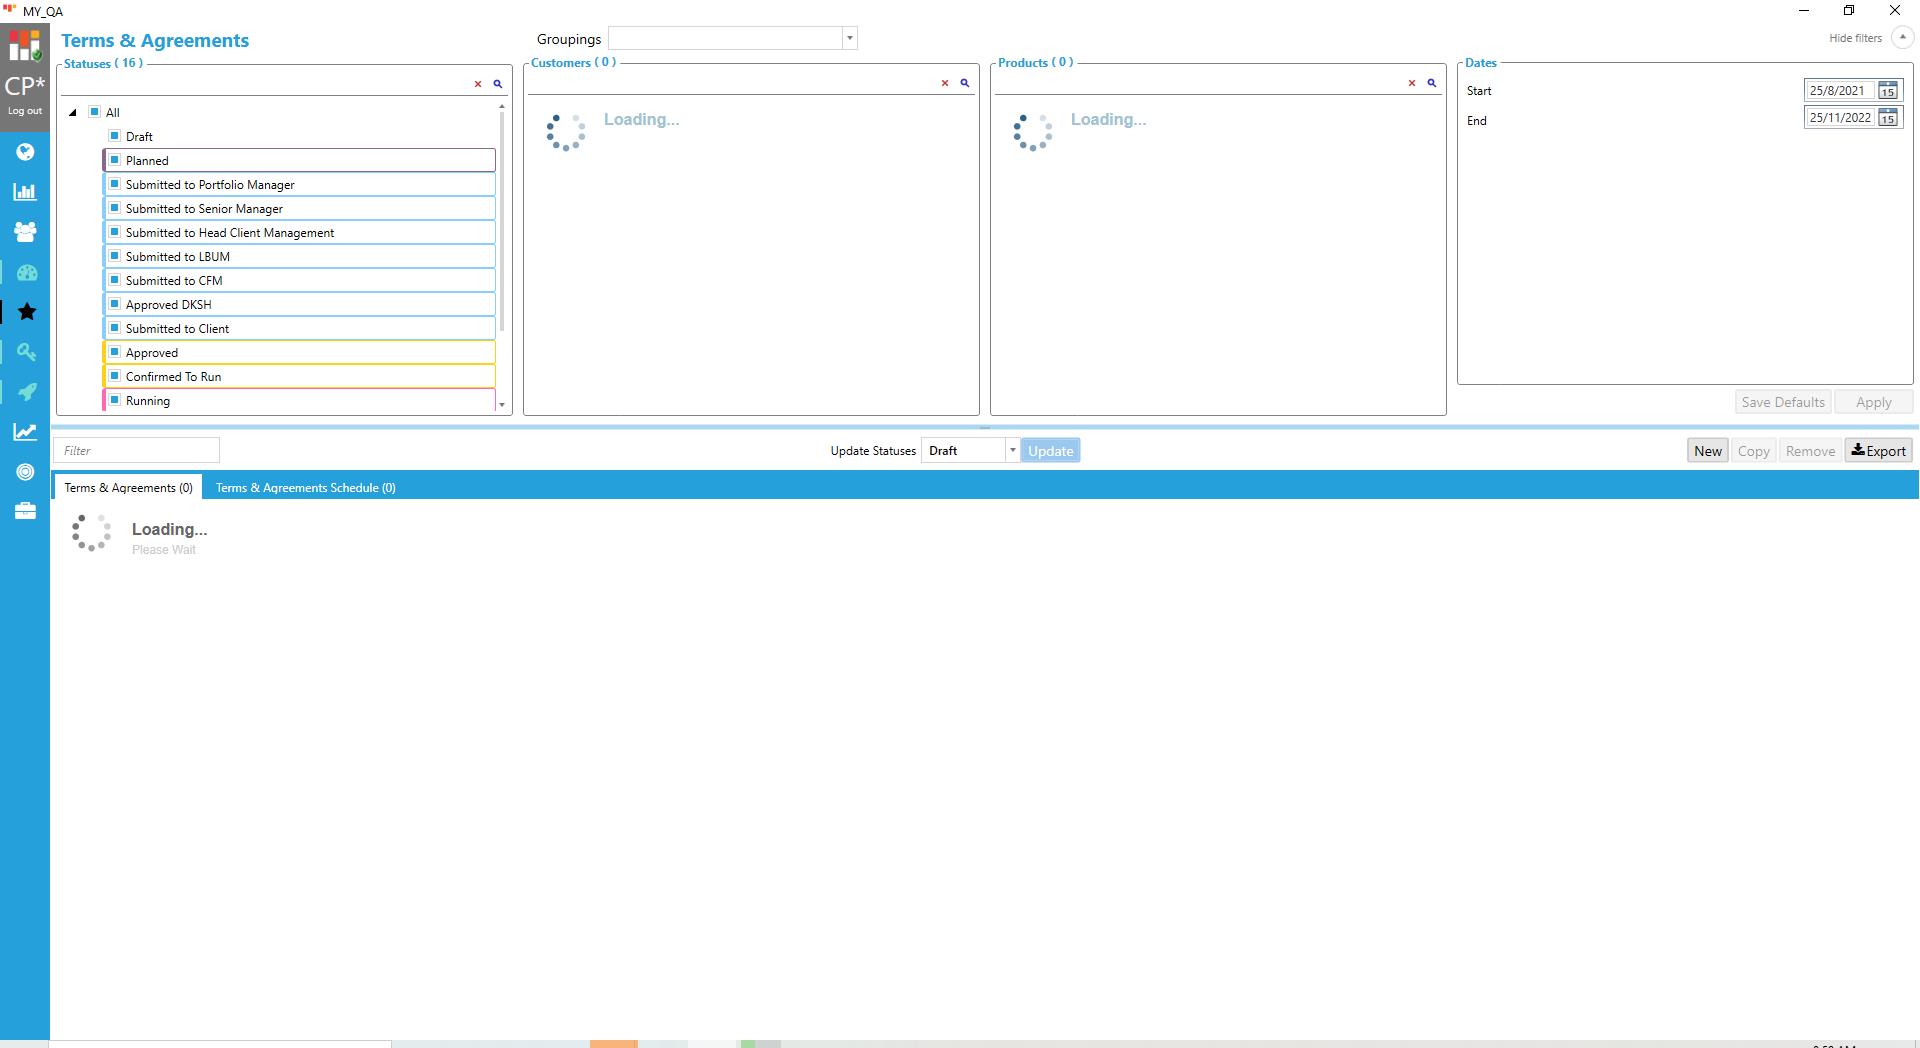 MY_QA
CP*
Log out
Terms & Agreements
Groupings
Hide filters
Statuses ( 16 )
All
Draft
Planned
Submitted to Portfolio Manager
Submitted to Senior Manager
Submitted to Head Client Management
Submitted to LBUM
Submitted to CFM
Approved DKSH
Submitted to Client
Approved
Confirmed To Run
Running
Customers ( 0 )
Loading...
Products ( 0 )
Loading...
Dates
Start
25/8/2021
15
End
25/11/2022
15
Save Defaults
Apply
Filter
Update Statuses
Draft
Update
New
Copy
Remove
Export
Terms & Agreements (0)
Terms & Agreements Schedule (0)
Loading...
Please Wait